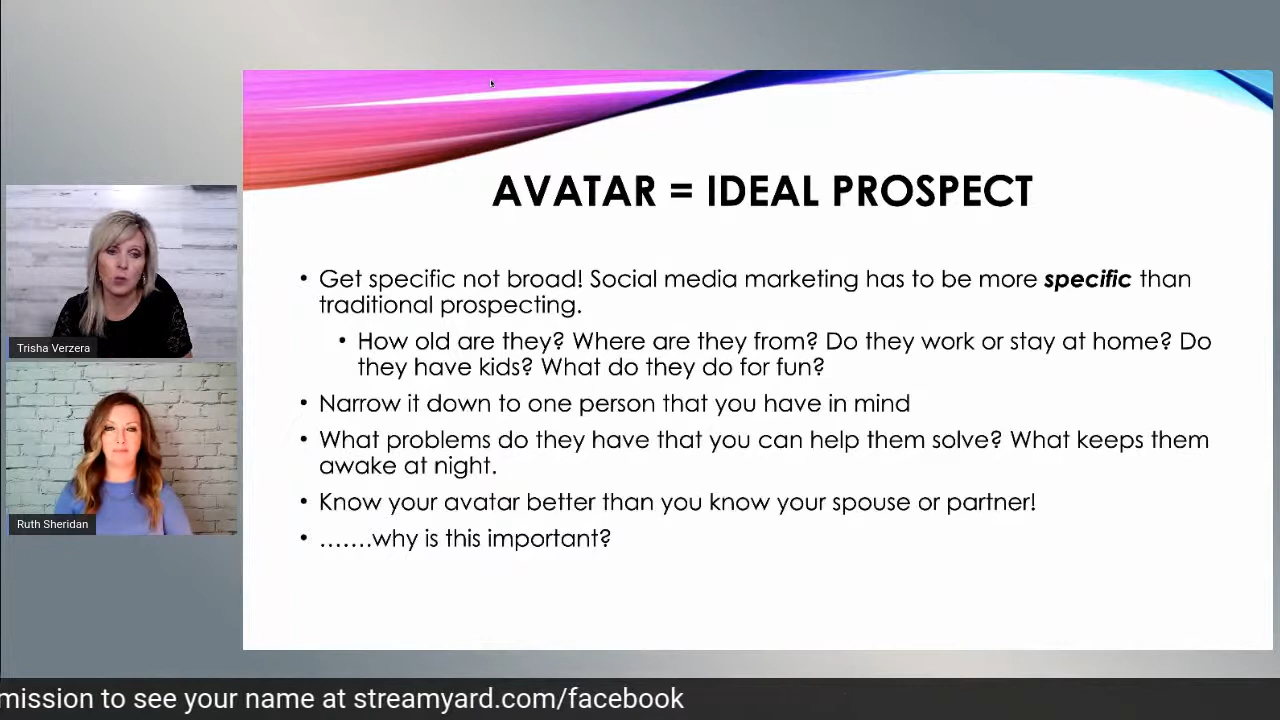 AVATAR = IDEAL PROSPECT
• Get specific not broad! Social media marketing has to be more specific than
traditional prospecting.
• How old are they? Where are they from? Do they work or stay at home? Do
they have kids? What do they do for fun?
• Narrow it down to one person that you have in mind
• What problems do they have that you can help them solve? What keeps them
awake at night.
• Know your avatar better than you know your spouse or partner!
• .......why is this important?
Trisha Verzera
Ruth Sheridan
mission to see your name at streamyard.com/facebook